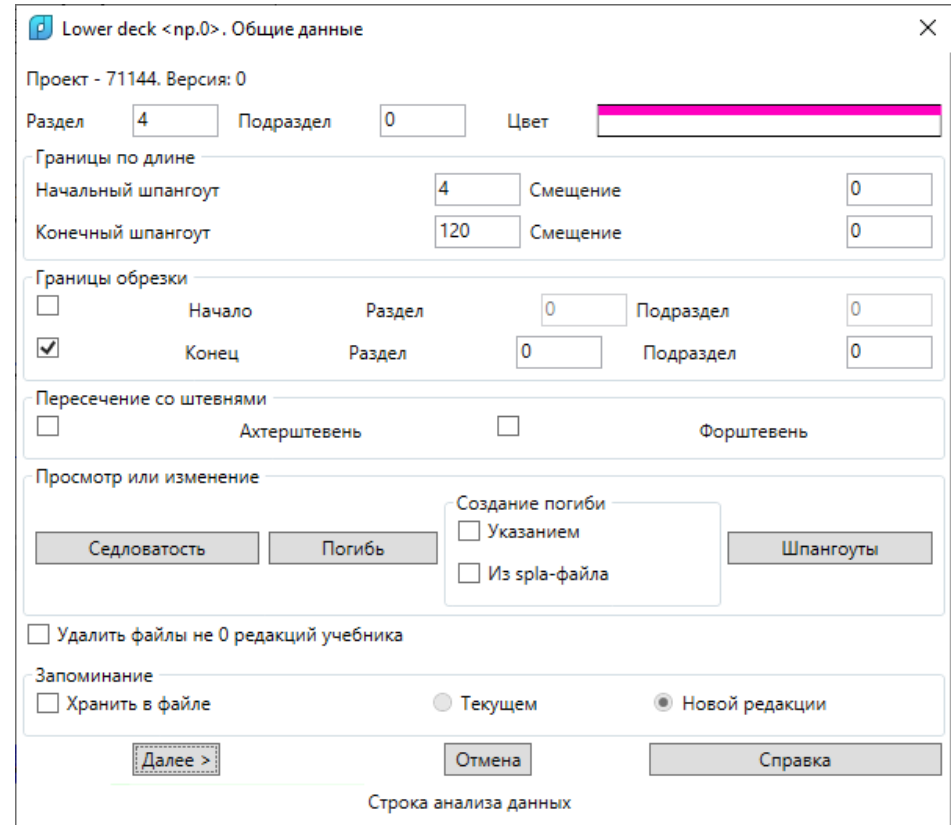 Lower deck <np.0>. Общие данные
Проект - 71144. Версия: 0
Раздел 4 Подраздел 0 Цвет
Границы по длине
Начальный шпангоут 4 Смещение 0
Конечный шпангоут 120 Смещение 0
Границы обрезки
Начало Раздел 0 Подраздел 0
Конец Раздел 0 Подраздел 0
Пересечение со штевнями
Ахтерштевень Форштевень
Просмотр или изменение
Создание погиби
Указанием
Седловатость Погибь Шпангоуты
Из spla-файла
Удалить файлы не 0 редакций учебника
Запоминание
Хранить в файле Текущем Новой редакции
Далее > Отмена Справка
Строка анализа данных